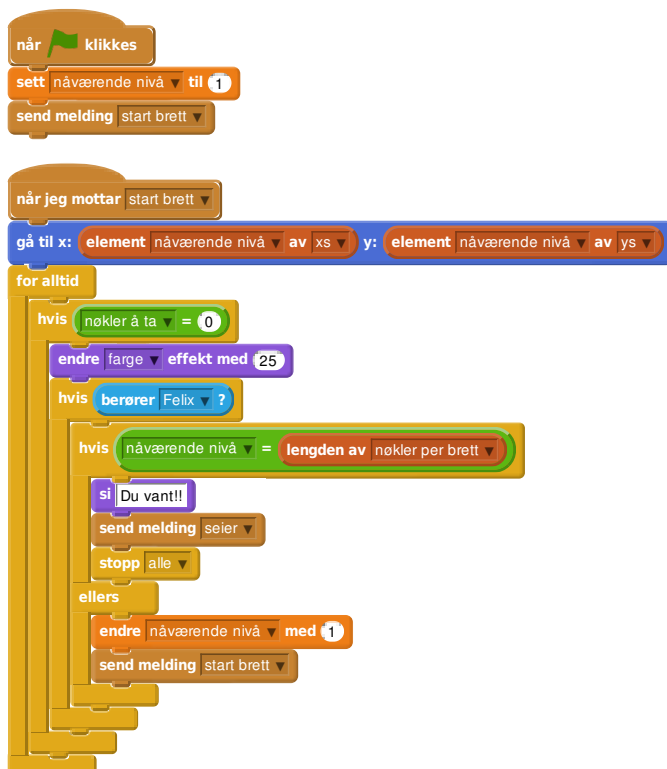 når klikkes
sett nåværende nivå til 1
send melding start brett
når jeg mottar start brett
gå til x: element nåværende nivå av xs y: element nåværende nivå av ys
for alltid
hvis nøkler å ta = 0
endre farge effekt med 25
hvis berører Felix ?
hvis nåværende nivå = lengden av nøkler per brett
si Du vant!!
send melding seier
stopp alle
ellers
endre nåværende nivå med 1
send melding start brett